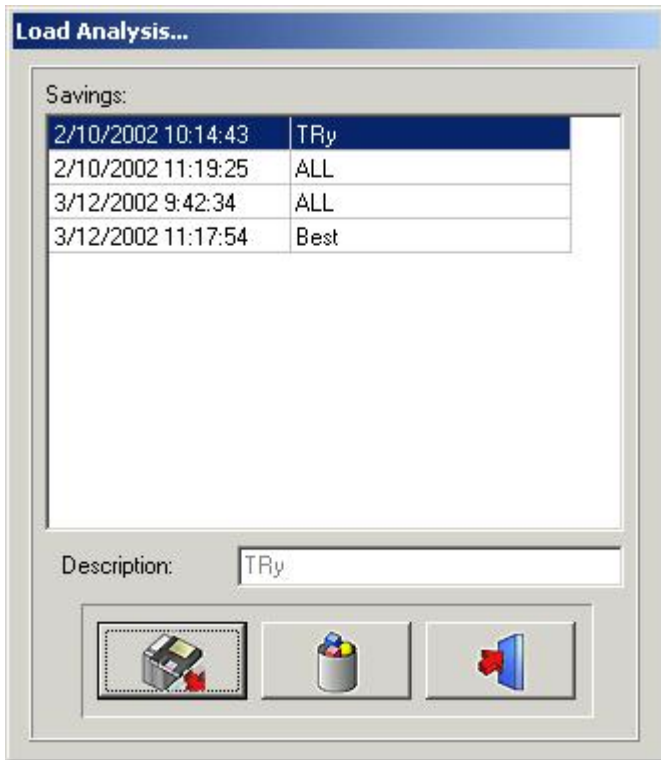 Load Analysis...
Savings:
2/10/2002 10:14:43 TRy
2/10/2002 11:19:25 ALL
3/12/2002 9:42:34 ALL
3/12/2002 11:17:54 Best
Description: TRy